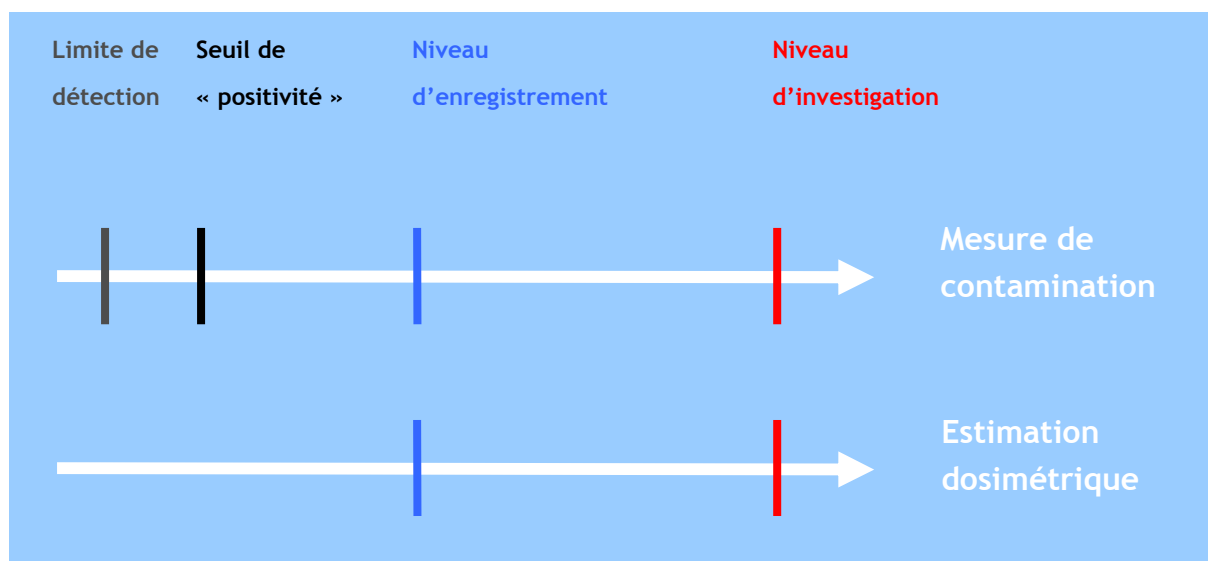 Limite de
détection
Seuil de
« positivité »
Niveau
d’enregistrement
Niveau
d’investigation
Mesure de
contamination
Estimation
dosimétrique